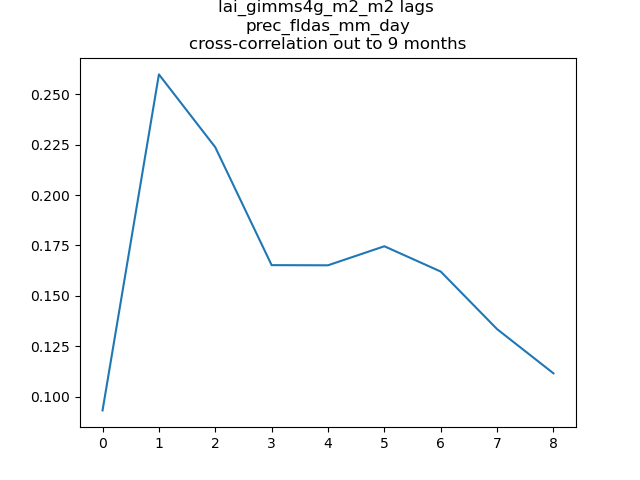 lai_gimms4g_m2_m2 lags
prec_fldas_mm_day
cross-correlation out to 9 months
0.250
0.225
0.200
0.175
0.150
0.125
0.100
0 1 2 3 4 5 6 7 8